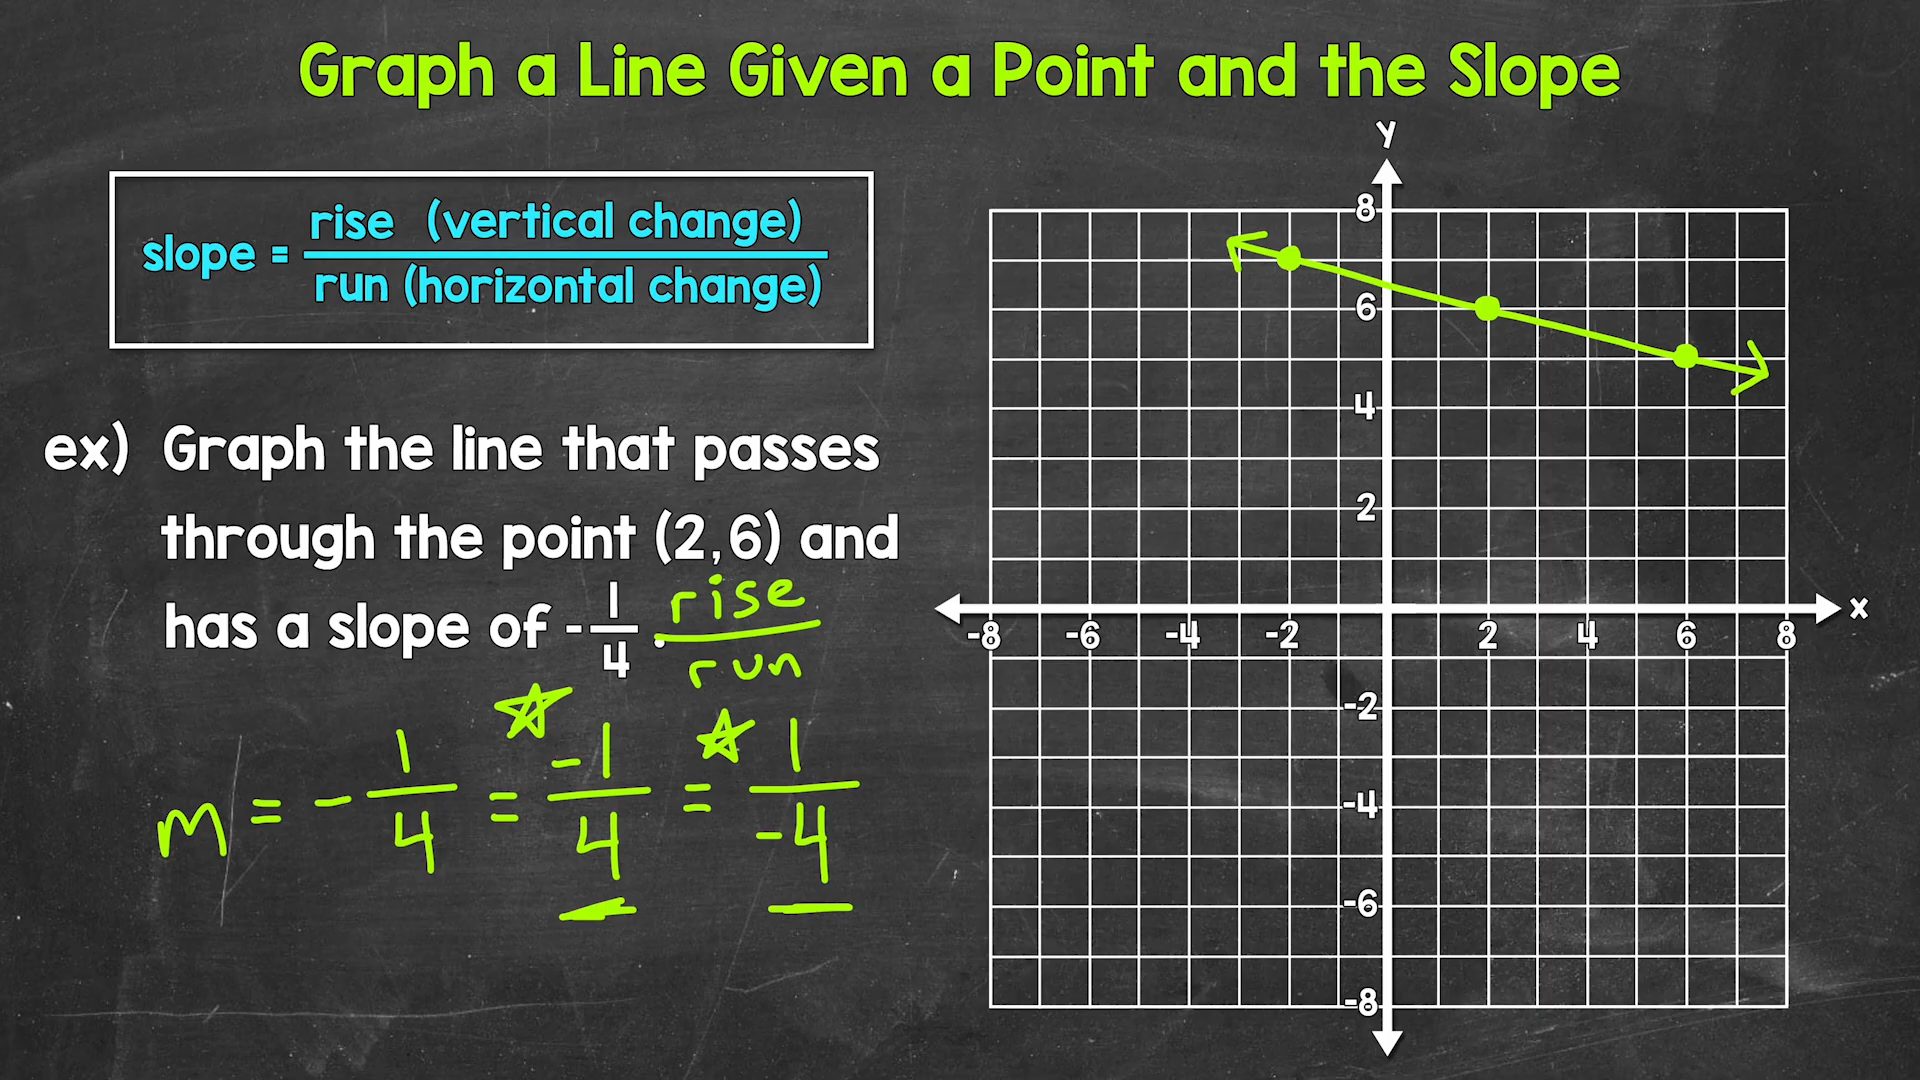 Graph a Line Given a Point and the Slope
slope = rise (vertical change) / run (horizontal change)
ex) Graph the line that passes
through the point (2,6) and
has a slope of -1/4. rise/run
m = -1/4 = -1/4 = 1/-4
y
8
6
4
2
-8 -6 -4 -2 2 4 6 8 x
-2
-4
-6
-8